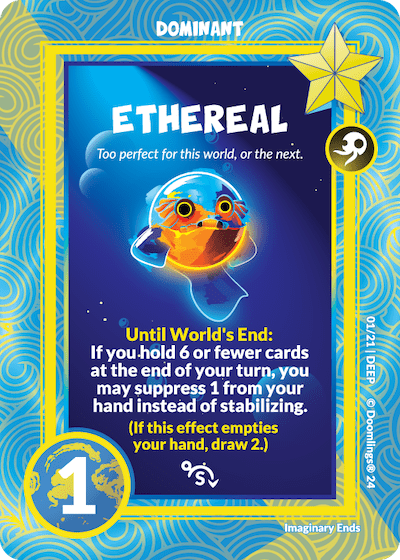 DOMINANT
ETHEREAL
Too perfect for this world, or the next.
Until World's End:
If you hold 6 or fewer cards
at the end of your turn, you
may suppress 1 from your
hand instead of stabilizing.
(If this effect empties
your hand, draw 2.)
S
1
01/21 | DEEP © Doomlings® 24
Imaginary Ends